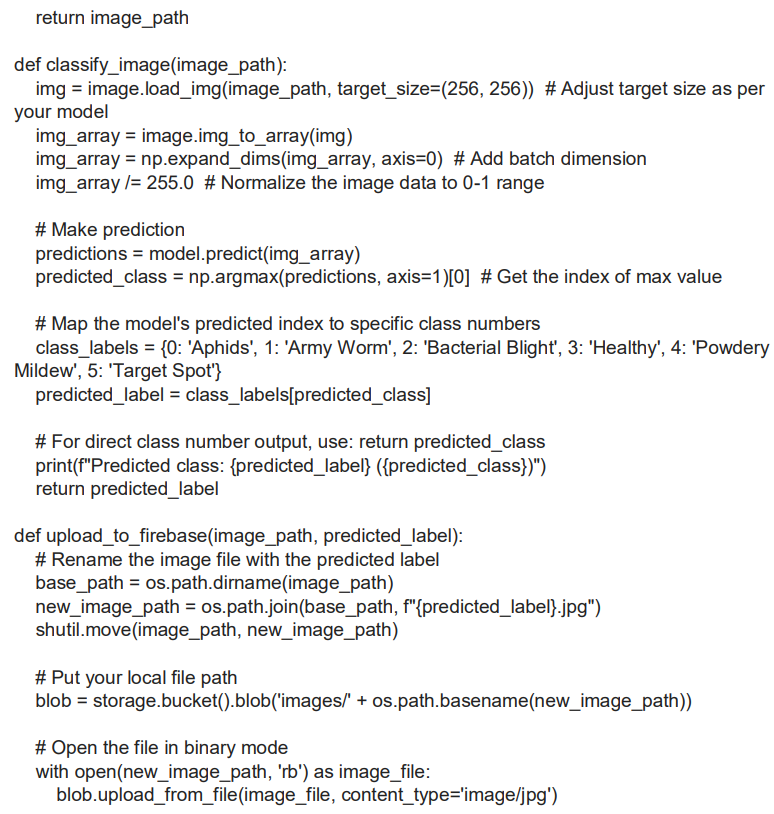 return image_path
def classify_image(image_path):
img = image.load_img(image_path, target_size=(256, 256))  # Adjust target size as per
your model
img_array = image.img_to_array(img)
img_array = np.expand_dims(img_array, axis=0)  # Add batch dimension
img_array /= 255.0  # Normalize the image data to 0-1 range
# Make prediction
predictions = model.predict(img_array)
predicted_class = np.argmax(predictions, axis=1)[0]  # Get the index of max value
# Map the model's predicted index to specific class numbers
class_labels = {0: 'Aphids', 1: 'Army Worm', 2: 'Bacterial Blight', 3: 'Healthy', 4: 'Powdery
Mildew', 5: 'Target Spot'}
predicted_label = class_labels[predicted_class]
# For direct class number output, use: return predicted_class
print(f"Predicted class: {predicted_label} ({predicted_class})")
return predicted_label
def upload_to_firebase(image_path, predicted_label):
# Rename the image file with the predicted label
base_path = os.path.dirname(image_path)
new_image_path = os.path.join(base_path, f"{predicted_label}.jpg")
shutil.move(image_path, new_image_path)
# Put your local file path
blob = storage.bucket().blob('images/' + os.path.basename(new_image_path))
# Open the file in binary mode
with open(new_image_path, 'rb') as image_file:
blob.upload_from_file(image_file, content_type='image/jpg')